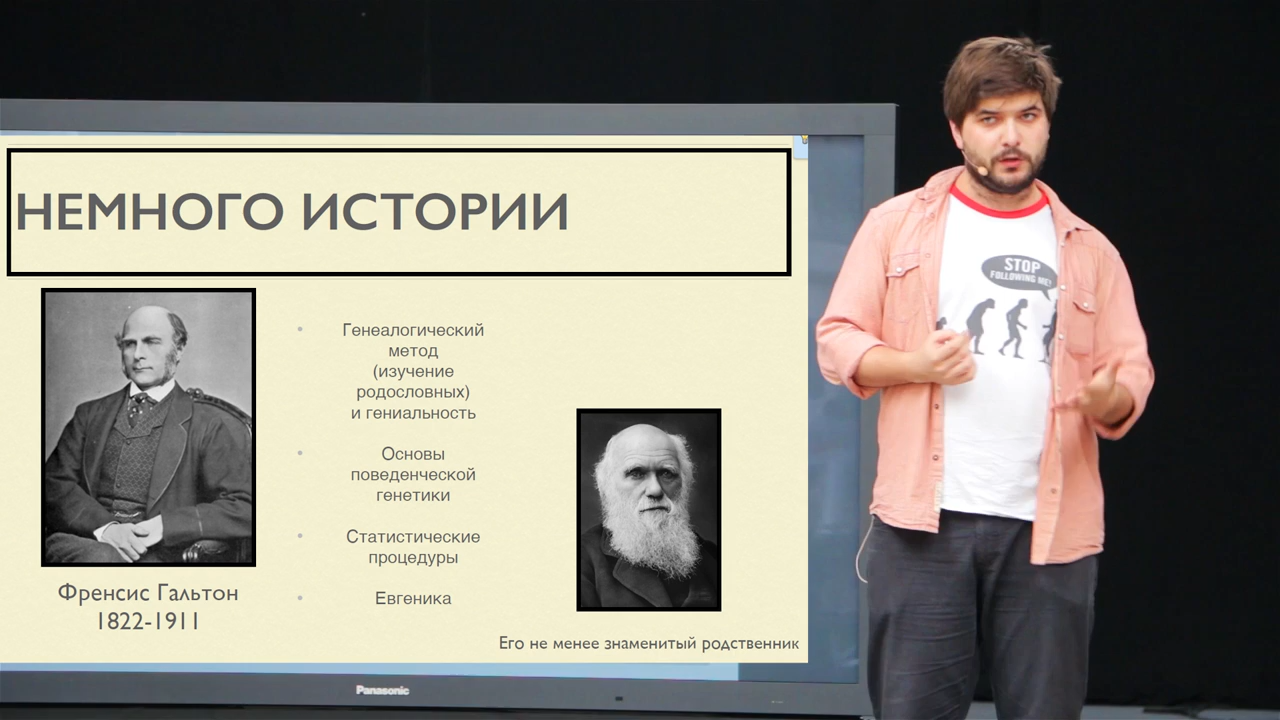 НЕМНОГО ИСТОРИИ
Генеалогический
метод
(изучение
родословных)
и гениальность
Основы
поведенческой
генетики
Статистические
процедуры
Евгеника
Френсис Гальтон
1822-1911
Его не менее знаменитый родственник
Panasonic
STOP
FOLLOWING ME!